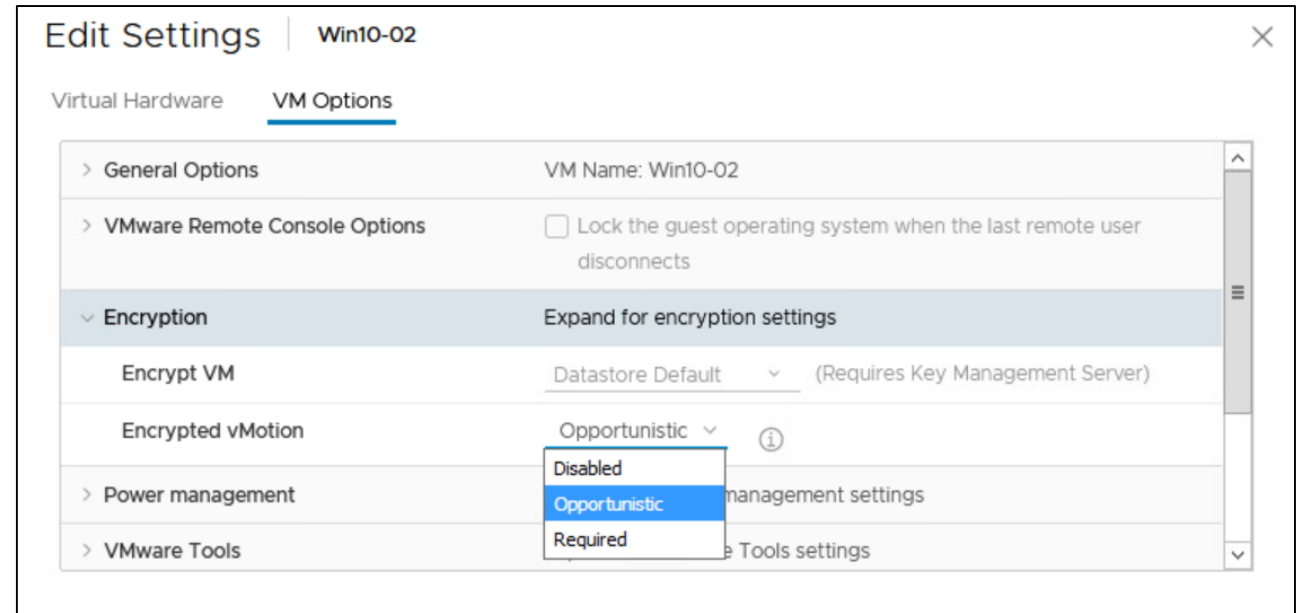 Edit Settings Win10-02
Virtual Hardware VM Options
General Options VM Name: Win10-02
VMware Remote Console Options Lock the guest operating system when the last remote user
disconnects
Encryption Expand for encryption settings
Encrypt VM Datastore Default (Requires Key Management Server)
Encrypted vMotion Opportunistic
Disabled
Power management management settings
Opportunistic
Required
VMware Tools Tools settings